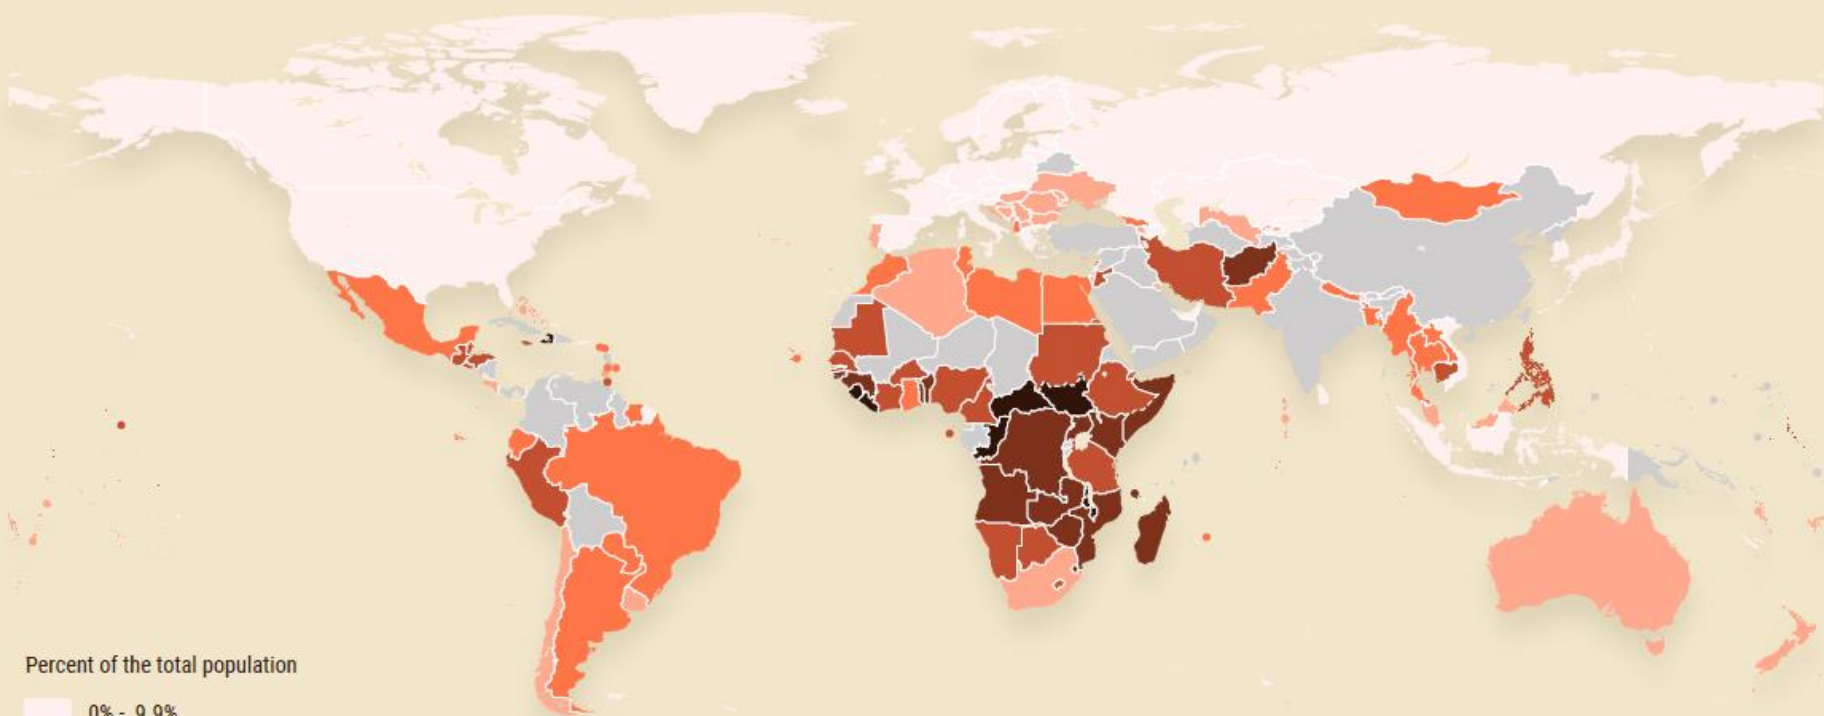 Percent of the total population
0% - 9.9%